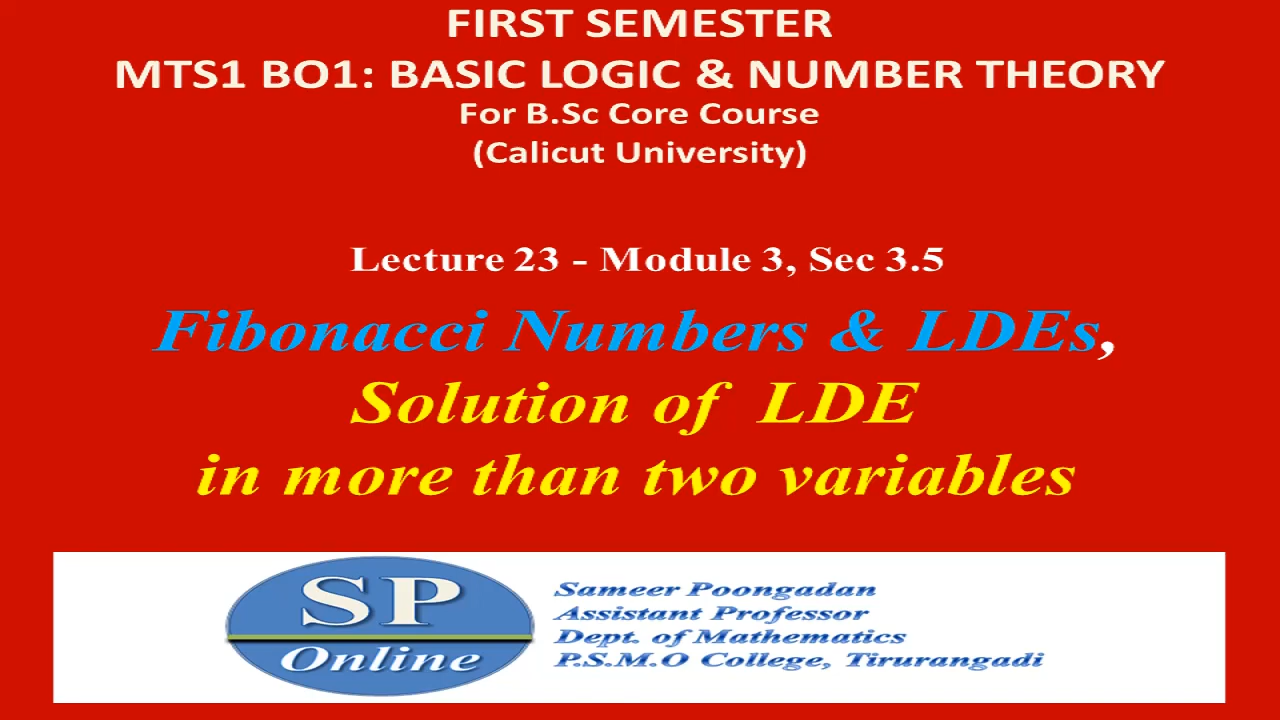 FIRST SEMESTER
MTS1 BO1: BASIC LOGIC & NUMBER THEORY
For B.Sc Core Course
(Calicut University)
Lecture 23 - Module 3, Sec 3.5
Fibonacci Numbers & LDEs,
Solution of LDE
in more than two variables
SP
Online
Sameer Poongadan
Assistant Professor
Dept. of Mathematics
P.S.M.O College, Tirurangadi